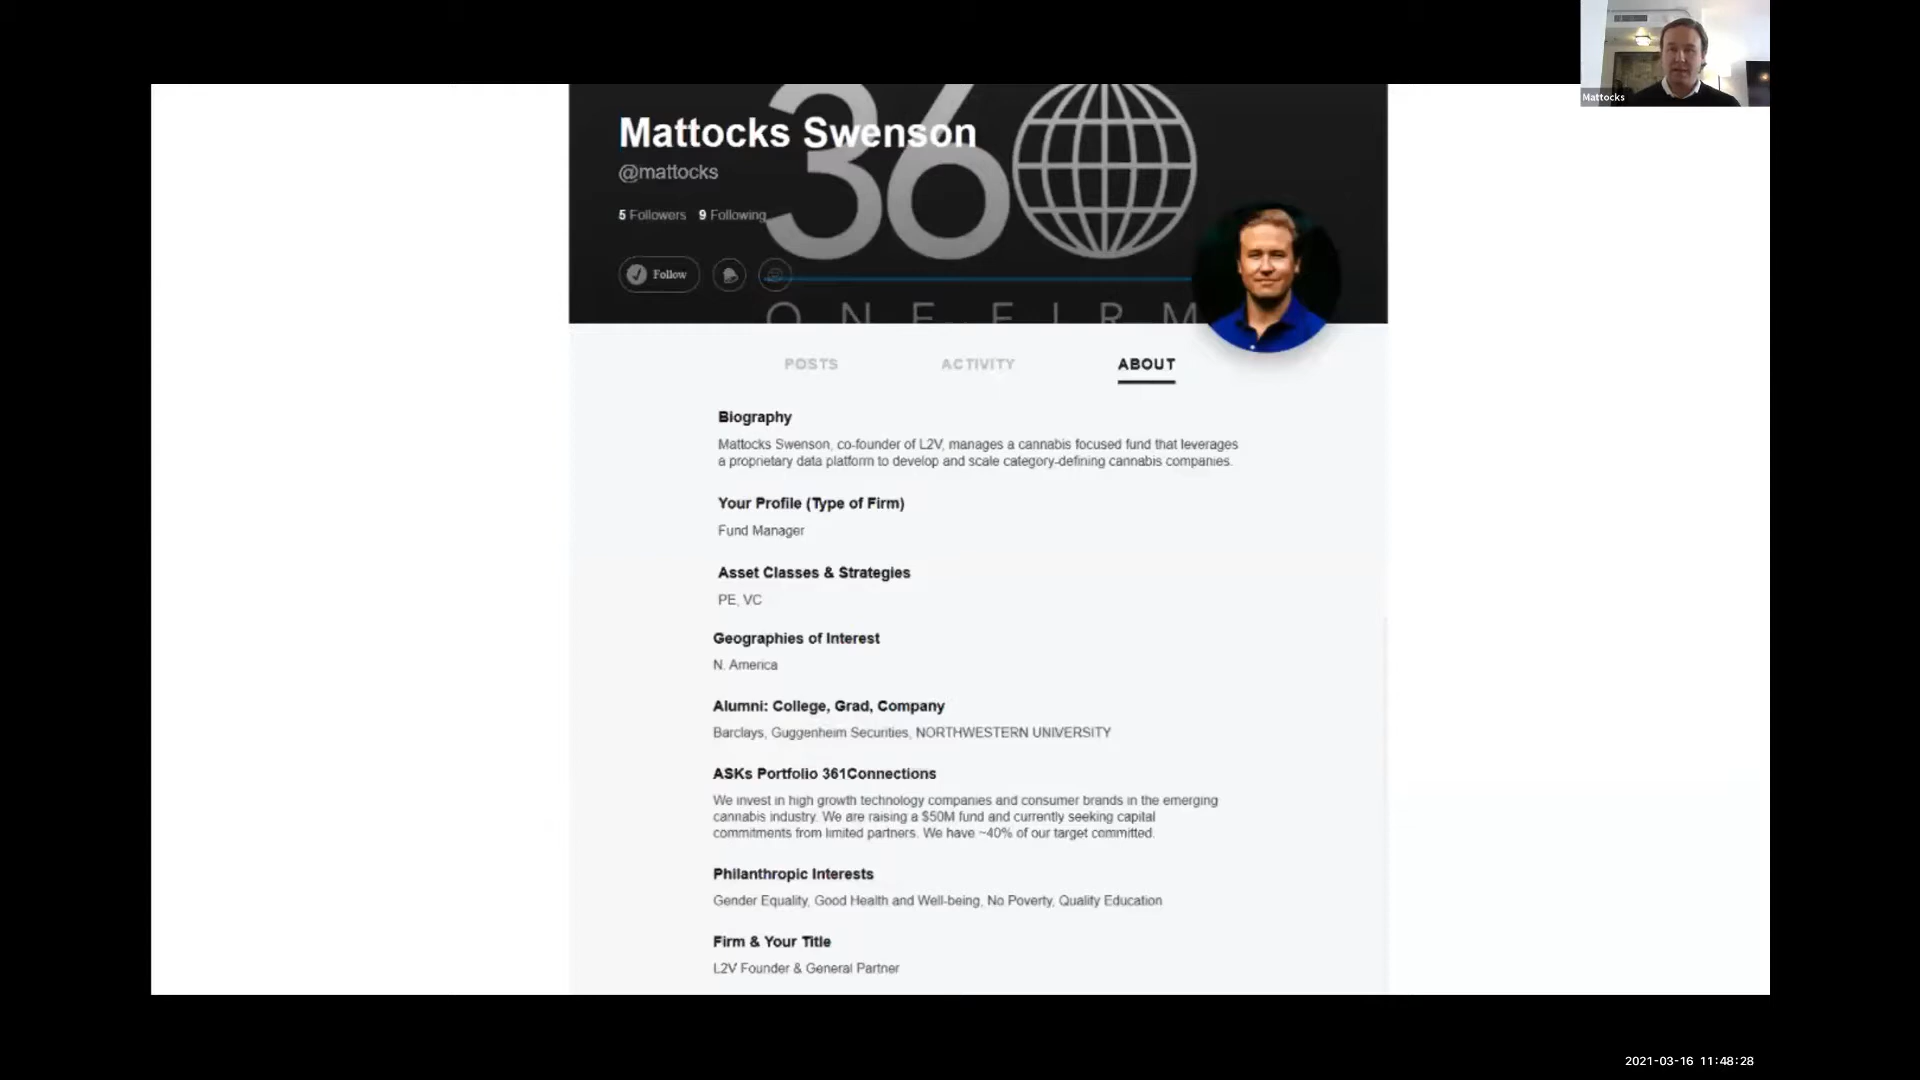 Mattocks
360
Mattocks Swenson
@mattocks
5 Followers 9 Following
Follow
ONE FIRM
POSTS ACTIVITY ABOUT
Biography
Mattocks Swenson, co-founder of L2V, manages a cannabis focused fund that leverages
a proprietary data platform to develop and scale category-defining cannabis companies.
Your Profile (Type of Firm)
Fund Manager
Asset Classes & Strategies
PE, VC
Geographies of Interest
N. America
Alumni: College, Grad, Company
Barclays, Guggenheim Securities, NORTHWESTERN UNIVERSITY
ASKs Portfolio 361Connections
We invest in high growth technology companies and consumer brands in the emerging
cannabis industry. We are raising a $50M fund and currently seeking capital
commitments from limited partners. We have ~40% of our target committed.
Philanthropic Interests
Gender Equality, Good Health and Well-being, No Poverty, Quality Education
Firm & Your Title
L2V Founder & General Partner
2021-03-16 11:48:28